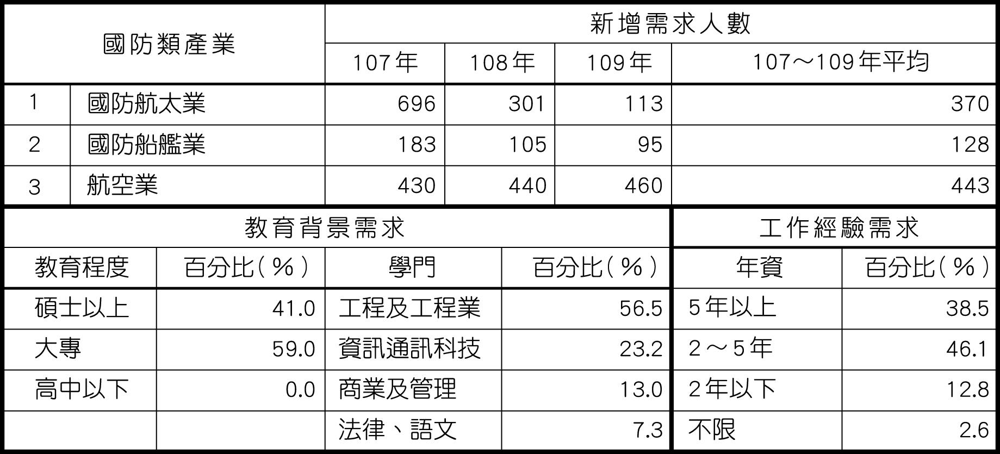 國防類產業 新增需求人數
107年 108年 109年 107～109年平均
1 國防航太業 696 301 113 370
2 國防船艦業 183 105 95 128
3 航空業 430 440 460 443
教育背景需求 工作經驗需求
教育程度 百分比(%) 學門 百分比(%) 年資 百分比(%)
碩士以上 41.0 工程及工程業 56.5 5年以上 38.5
大專 59.0 資訊通訊科技 23.2 2～5年 46.1
高中以下 0.0 商業及管理 13.0 2年以下 12.8
法律、語文 7.3 不限 2.6